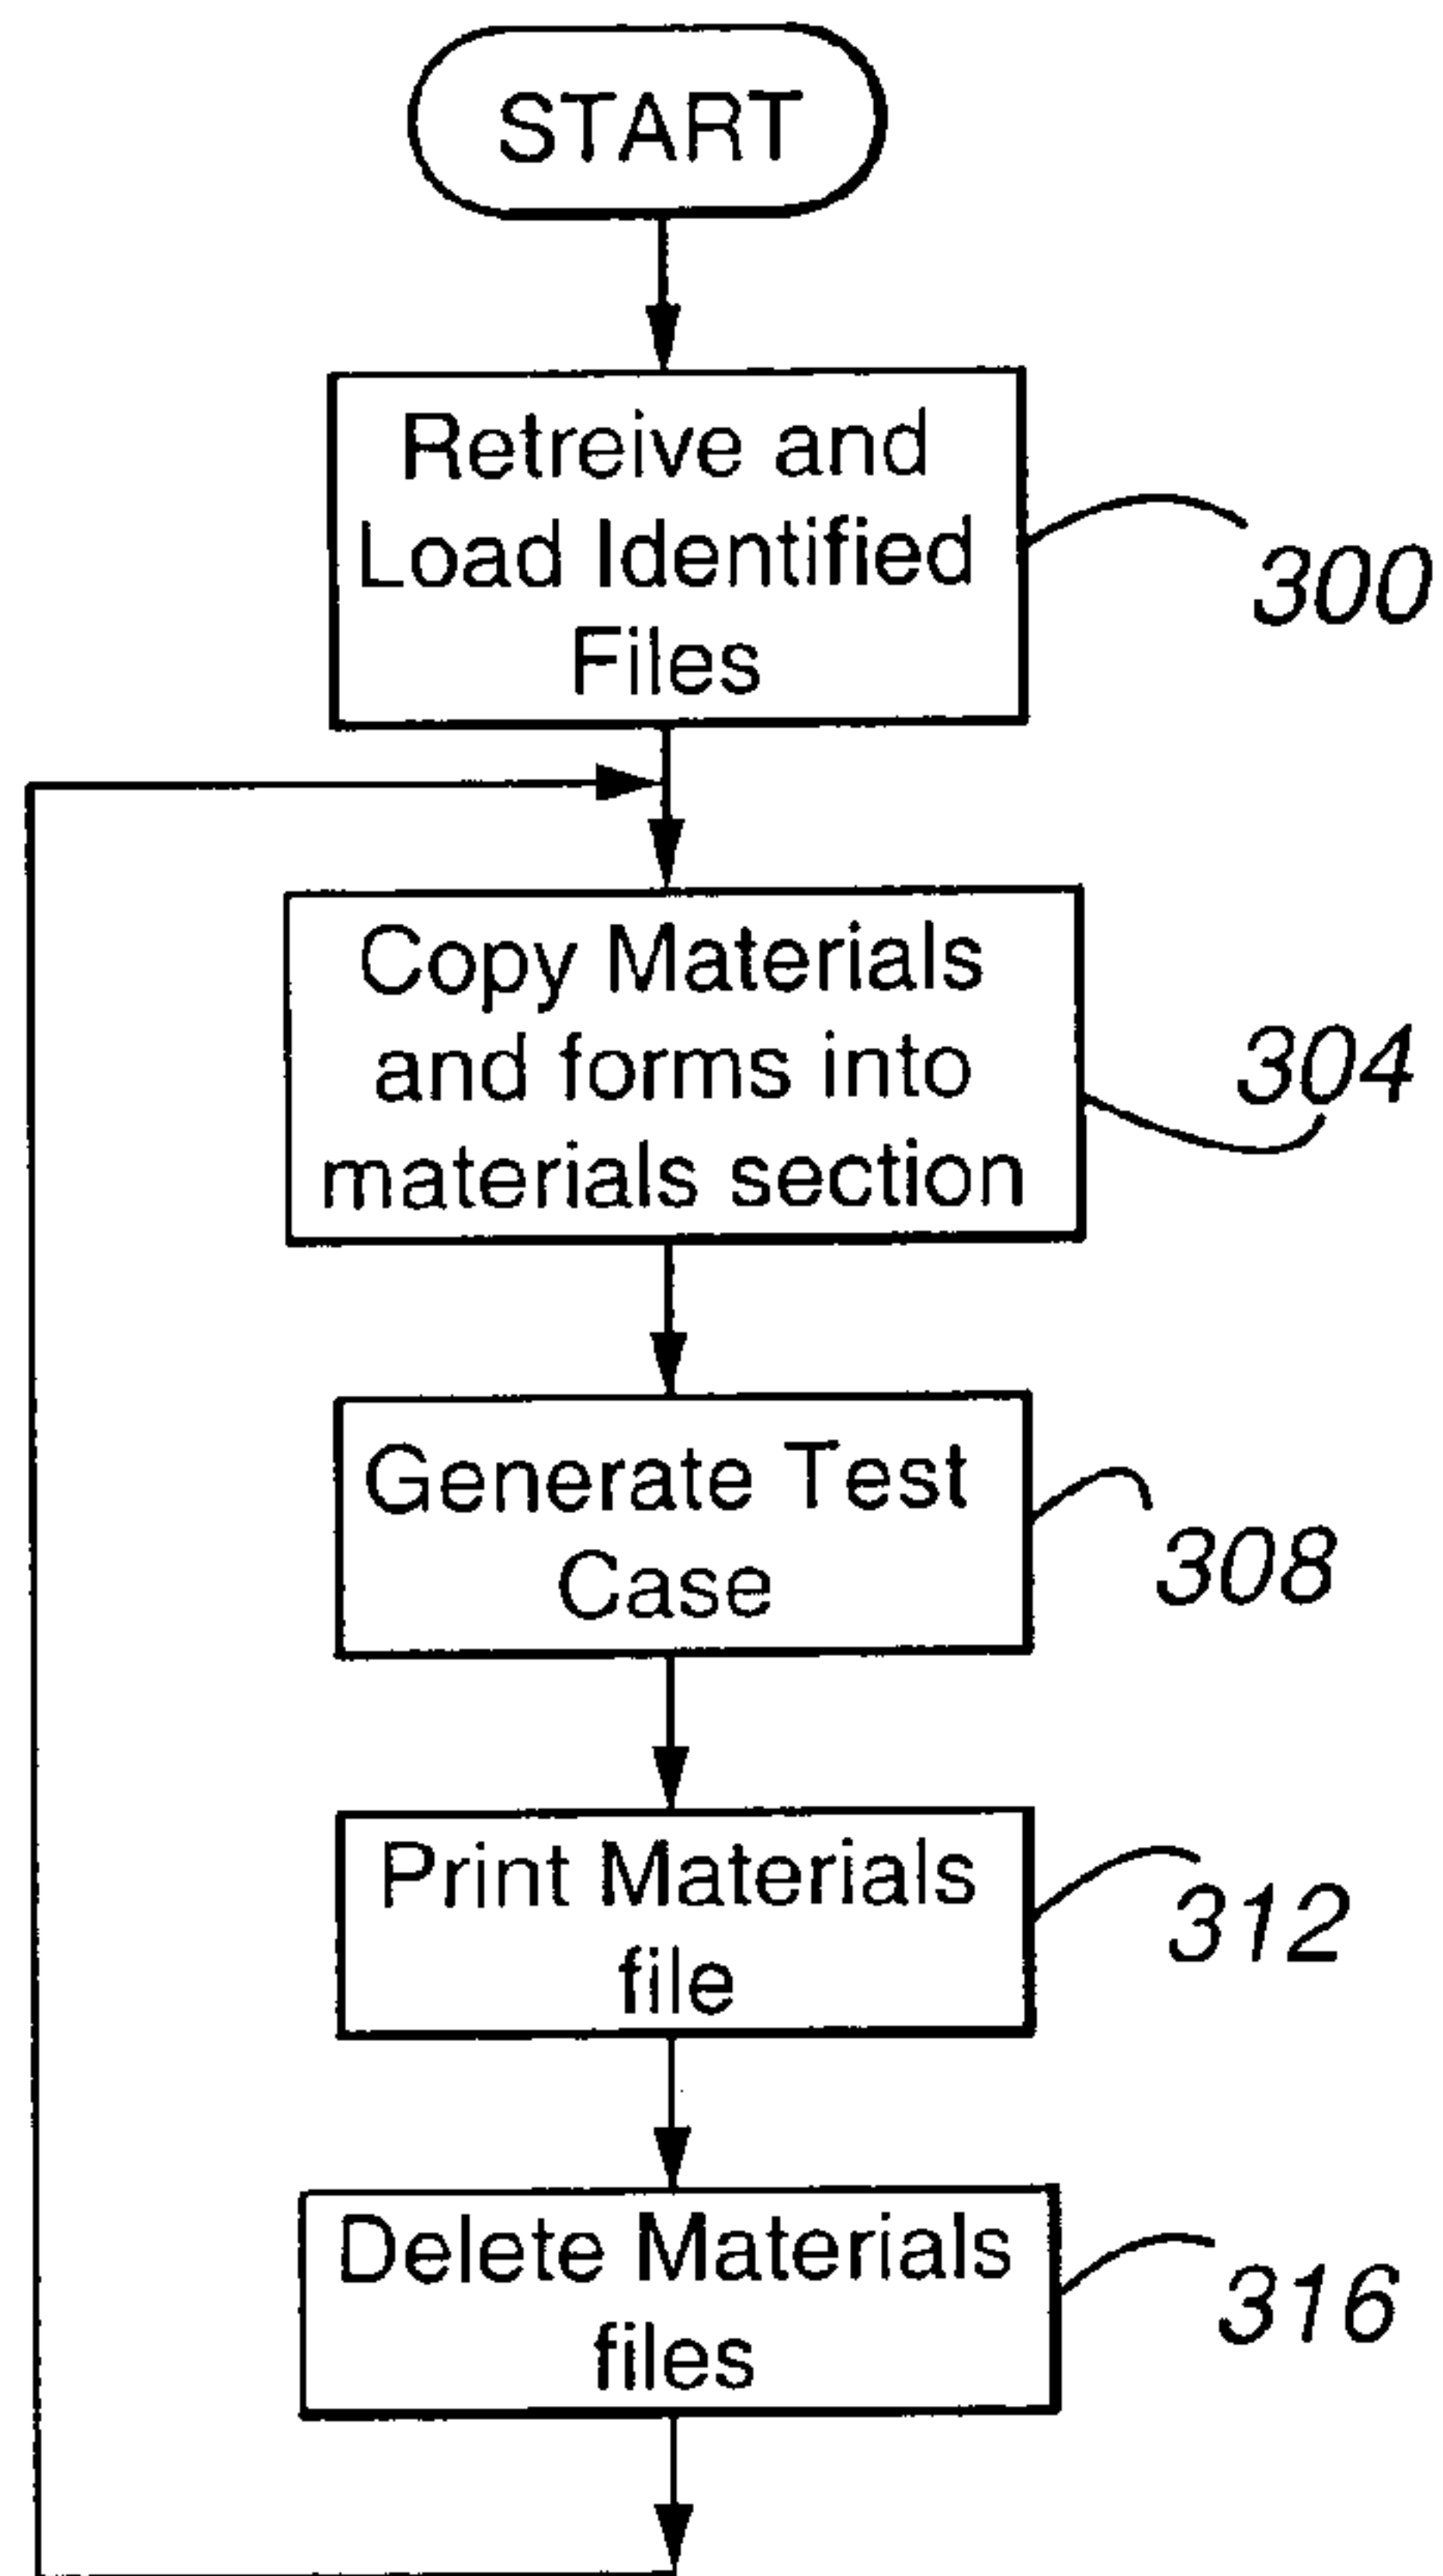 START
Retreive and
Load Identified
Files
300
Copy Materials
and forms into
materials section
304
Generate Test
Case
308
Print Materials
file
312
Delete Materials
files
316